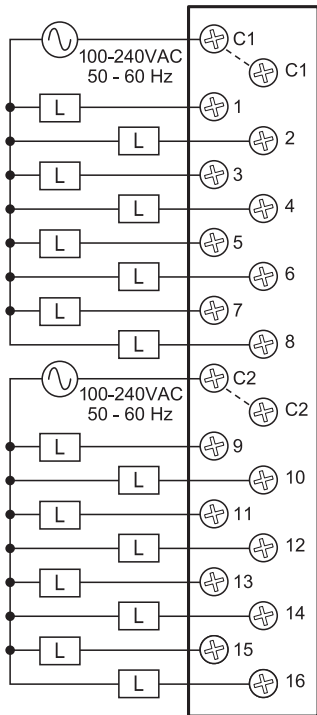 C1
100-240VAC
50 - 60 Hz
C1
L 1
L 2
L 3
L 4
L 5
L 6
L 7
L 8
C2
100-240VAC
50 - 60 Hz
C2
L 9
L 10
L 11
L 12
L 13
L 14
L 15
L 16